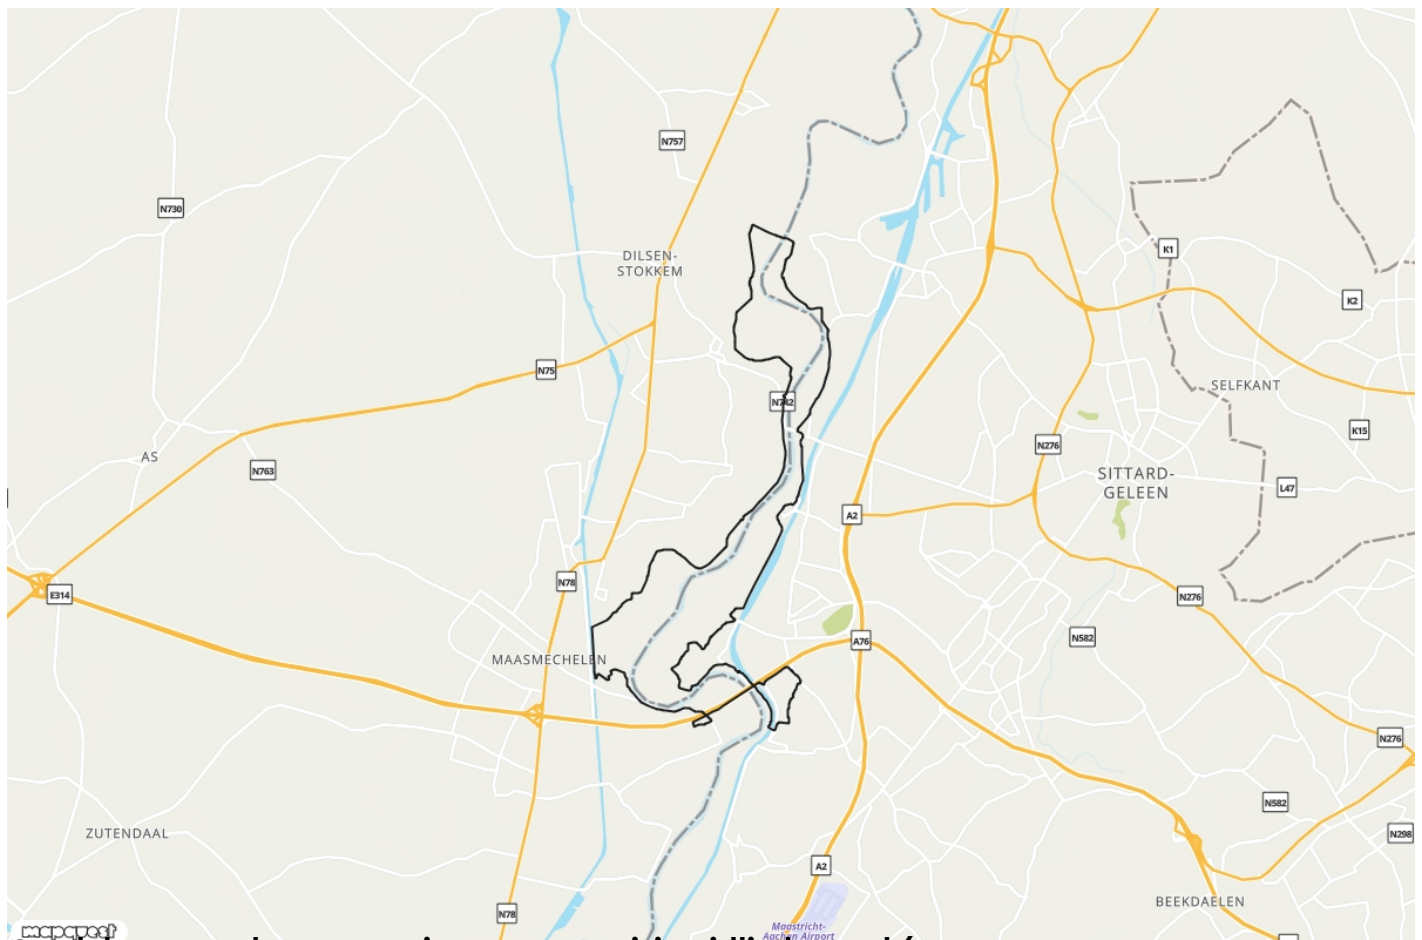 N757
N730
K1
DILSEN-
STOKKEM
K2
N75
SELFKANT
N742
K15
N276
AS
N763
SITTARD-
GELEEN
L47
A2
N78
E314
N276
N582
A76
MAASMECHELEN
N276
N582
ZUTENDAAL
N298
A2
BEEKDAELEN
N78
Maastricht-
Aachen Airport
mapquest